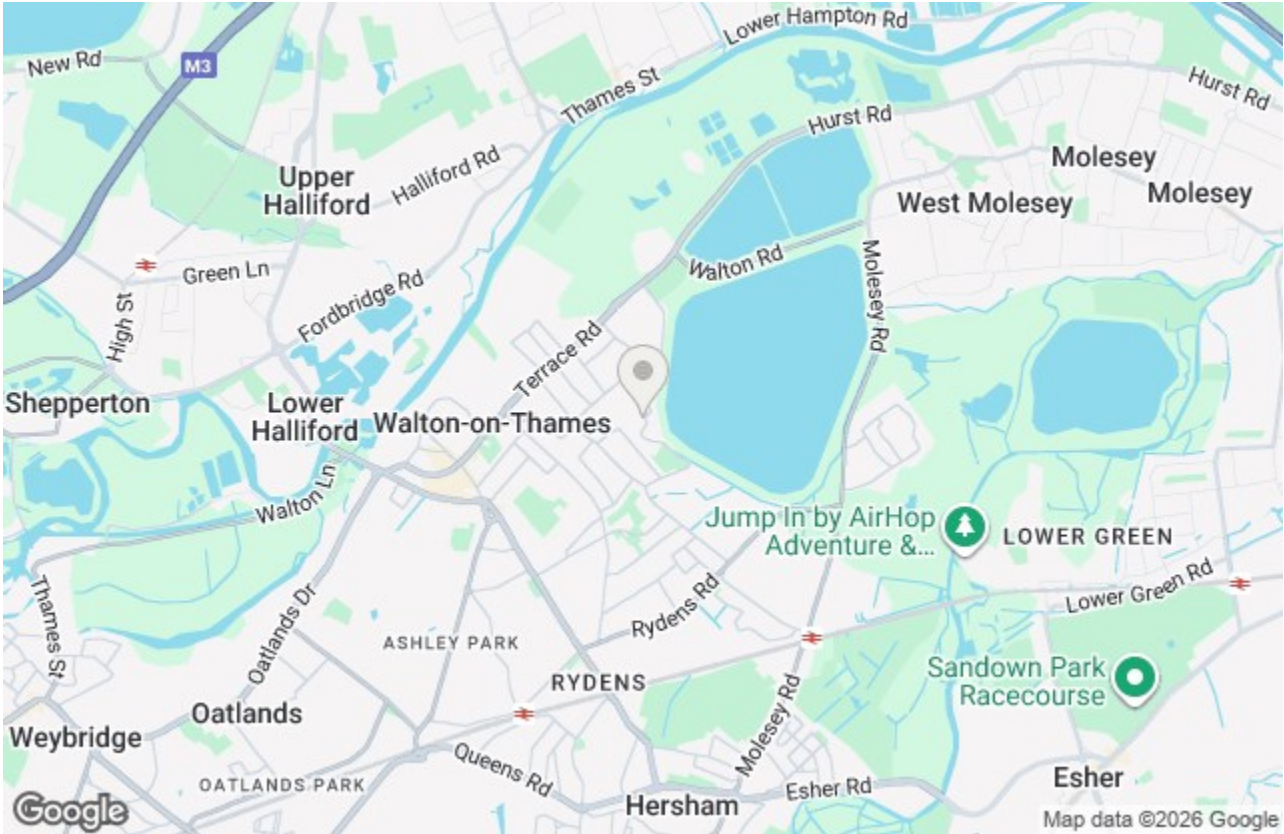 Lower Hampton Rd
New Rd
M3
Thames St
Hurst Rd
Hurst Rd
Upper
Halliford
Halliford Rd
Molesey
Molesey
West Molesey
Walton Rd
Green Ln
Fordbridge Rd
High St
Molesey Rd
Terrace Rd
Shepperton
Lower
Halliford
Walton-on-Thames
Walton Ln
Jump In by AirHop
Adventure &...
LOWER GREEN
Thames St
Oatlands Dr
Lower Green Rd
Rydens Rd
ASHLEY PARK
RYDENS
Sandown Park
Racecourse
Oatlands
Molesey Rd
Weybridge
Queens Rd
OATLANDS PARK
Esher Rd
Esher
Hersham
Google
Map data ©2026 Google